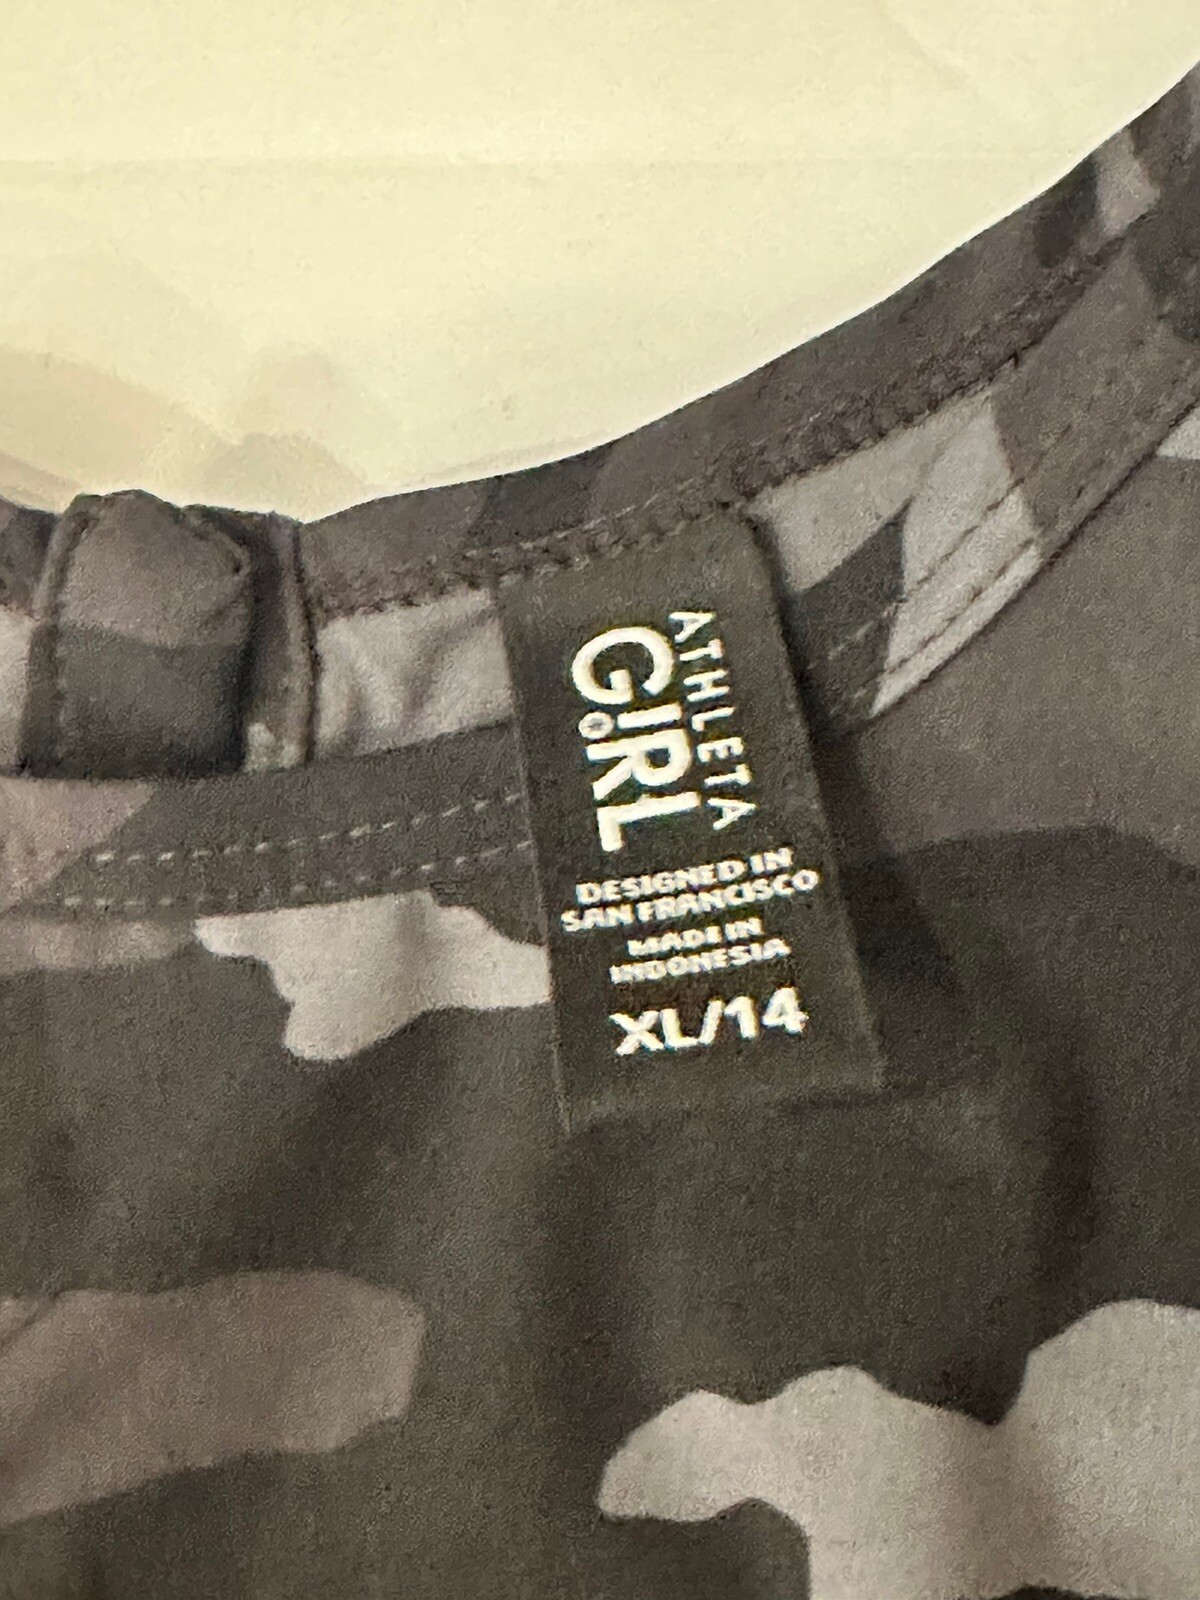 ATHLETA
GIRL
DESIGNED IN
SAN FRANCISCO
MADE IN
INDONESIA
XL/14